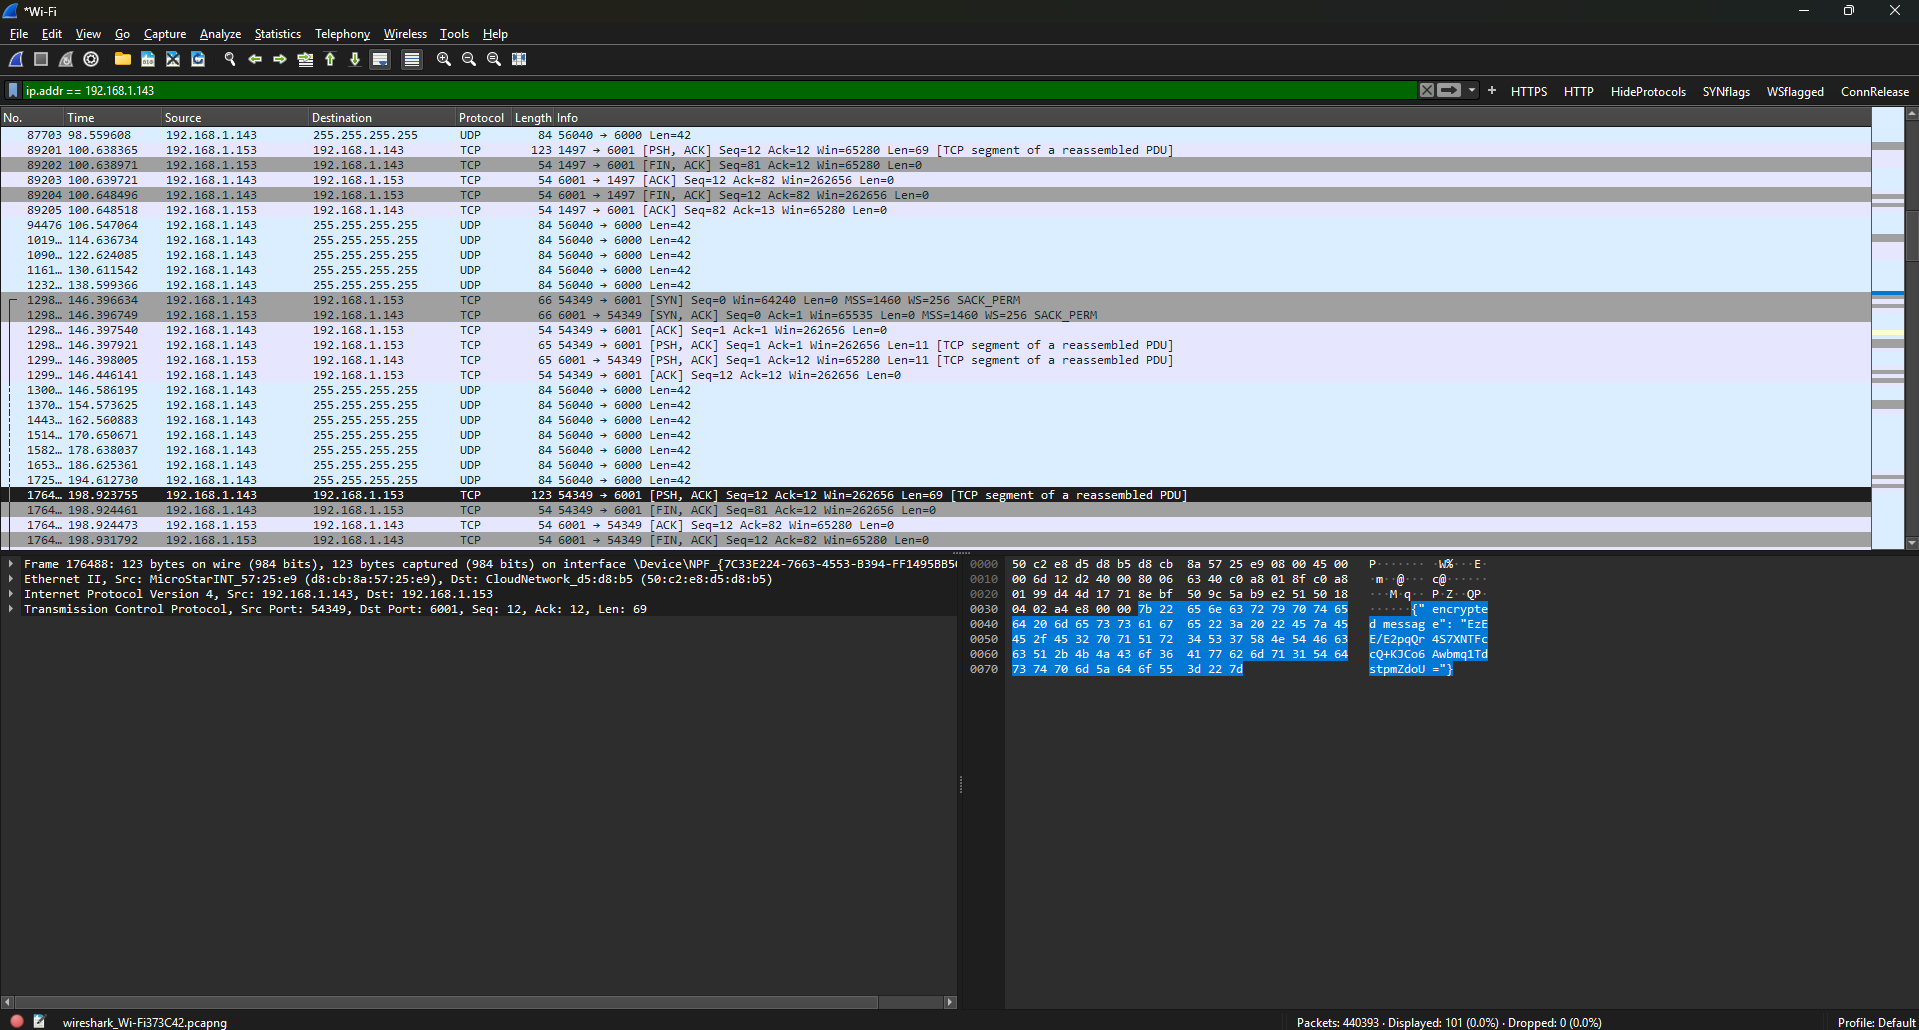 *Wi-Fi
File Edit View Go Capture Analyze Statistics Telephony Wireless Tools Help
ip.addr == 192.168.1.143 + HTTPS HTTP HideProtocols SYNflags WSflagged ConnRelease
No. Time Source Destination Protocol Length Info
87703 98.559608 192.168.1.143 255.255.255.255 UDP 84 56040 → 6000 Len=42
89201 100.638365 192.168.1.153 192.168.1.143 TCP 123 1497 → 6001 [PSH, ACK] Seq=12 Ack=12 Win=65280 Len=69 [TCP segment of a reassembled PDU]
89202 100.638971 192.168.1.153 192.168.1.143 TCP 54 1497 → 6001 [FIN, ACK] Seq=81 Ack=12 Win=65280 Len=0
89203 100.639721 192.168.1.143 192.168.1.153 TCP 54 6001 → 1497 [ACK] Seq=12 Ack=82 Win=262656 Len=0
89204 100.648496 192.168.1.143 192.168.1.153 TCP 54 6001 → 1497 [FIN, ACK] Seq=12 Ack=82 Win=262656 Len=0
89205 100.648518 192.168.1.153 192.168.1.143 TCP 54 1497 → 6001 [ACK] Seq=82 Ack=13 Win=65280 Len=0
94476 106.547064 192.168.1.143 255.255.255.255 UDP 84 56040 → 6000 Len=42
1019… 114.636734 192.168.1.143 255.255.255.255 UDP 84 56040 → 6000 Len=42
1090… 122.624085 192.168.1.143 255.255.255.255 UDP 84 56040 → 6000 Len=42
1161… 130.611542 192.168.1.143 255.255.255.255 UDP 84 56040 → 6000 Len=42
1232… 138.599366 192.168.1.143 255.255.255.255 UDP 84 56040 → 6000 Len=42
1298… 146.396634 192.168.1.143 192.168.1.153 TCP 66 54349 → 6001 [SYN] Seq=0 Win=64240 Len=0 MSS=1460 WS=256 SACK_PERM
1298… 146.396749 192.168.1.153 192.168.1.143 TCP 66 6001 → 54349 [SYN, ACK] Seq=0 Ack=1 Win=65535 Len=0 MSS=1460 WS=256 SACK_PERM
1298… 146.397540 192.168.1.143 192.168.1.153 TCP 54 54349 → 6001 [ACK] Seq=1 Ack=1 Win=262656 Len=0
1298… 146.397921 192.168.1.143 192.168.1.153 TCP 65 54349 → 6001 [PSH, ACK] Seq=1 Ack=1 Win=262656 Len=11 [TCP segment of a reassembled PDU]
1299… 146.398005 192.168.1.153 192.168.1.143 TCP 65 6001 → 54349 [PSH, ACK] Seq=1 Ack=12 Win=65280 Len=11 [TCP segment of a reassembled PDU]
1299… 146.446141 192.168.1.143 192.168.1.153 TCP 54 54349 → 6001 [ACK] Seq=12 Ack=12 Win=262656 Len=0
1300… 146.586195 192.168.1.143 255.255.255.255 UDP 84 56040 → 6000 Len=42
1370… 154.573625 192.168.1.143 255.255.255.255 UDP 84 56040 → 6000 Len=42
1443… 162.560883 192.168.1.143 255.255.255.255 UDP 84 56040 → 6000 Len=42
1514… 170.650671 192.168.1.143 255.255.255.255 UDP 84 56040 → 6000 Len=42
1582… 178.638037 192.168.1.143 255.255.255.255 UDP 84 56040 → 6000 Len=42
1653… 186.625361 192.168.1.143 255.255.255.255 UDP 84 56040 → 6000 Len=42
1725… 194.612730 192.168.1.143 255.255.255.255 UDP 84 56040 → 6000 Len=42
1764… 198.923755 192.168.1.143 192.168.1.153 TCP 123 54349 → 6001 [PSH, ACK] Seq=12 Ack=12 Win=262656 Len=69 [TCP segment of a reassembled PDU]
1764… 198.924461 192.168.1.143 192.168.1.153 TCP 54 54349 → 6001 [FIN, ACK] Seq=81 Ack=12 Win=262656 Len=0
1764… 198.924473 192.168.1.153 192.168.1.143 TCP 54 6001 → 54349 [ACK] Seq=12 Ack=82 Win=65280 Len=0
1764… 198.931792 192.168.1.153 192.168.1.143 TCP 54 6001 → 54349 [FIN, ACK] Seq=12 Ack=82 Win=65280 Len=0
Frame 176488: 123 bytes on wire (984 bits), 123 bytes captured (984 bits) on interface \Device\NPF_{7C33E224-7663-4553-B394-FF1495BB5
Ethernet II, Src: MicroStarINT_57:25:e9 (d8:cb:8a:57:25:e9), Dst: CloudNetwork_d5:d8:b5 (50:c2:e8:d5:d8:b5)
Internet Protocol Version 4, Src: 192.168.1.143, Dst: 192.168.1.153
Transmission Control Protocol, Src Port: 54349, Dst Port: 6001, Seq: 12, Ack: 12, Len: 69
0000 50 c2 e8 d5 d8 b5 d8 cb 8a 57 25 e9 08 00 45 00 P······· ·W%···E·
0010 00 6d 12 d2 40 00 80 06 63 40 c0 a8 01 8f c0 a8 ·m··@··· c@······
0020 01 99 d4 4d 17 71 8e bf 50 9c 5a b9 e2 51 50 18 ···M·q·· P·Z··QP·
0030 04 02 a4 e8 00 00 7b 22 65 6e 63 72 79 70 74 65 ······{" encrypte
0040 64 20 6d 65 73 73 61 67 65 22 3a 20 22 45 7a 45 d messag e": "EzE
0050 45 2f 45 32 70 71 51 72 34 53 37 58 4e 54 46 63 E/E2pqQr 4S7XNTFc
0060 63 51 2b 4b 4a 43 6f 36 41 77 62 6d 71 31 54 64 cQ+KJCo6 Awbmq1Td
0070 73 74 70 6d 5a 64 6f 55 3d 22 7d stpmZdoU ="}
wireshark_Wi-Fi373C42.pcapng Packets: 440393 · Displayed: 101 (0.0%) · Dropped: 0 (0.0%) Profile: Default